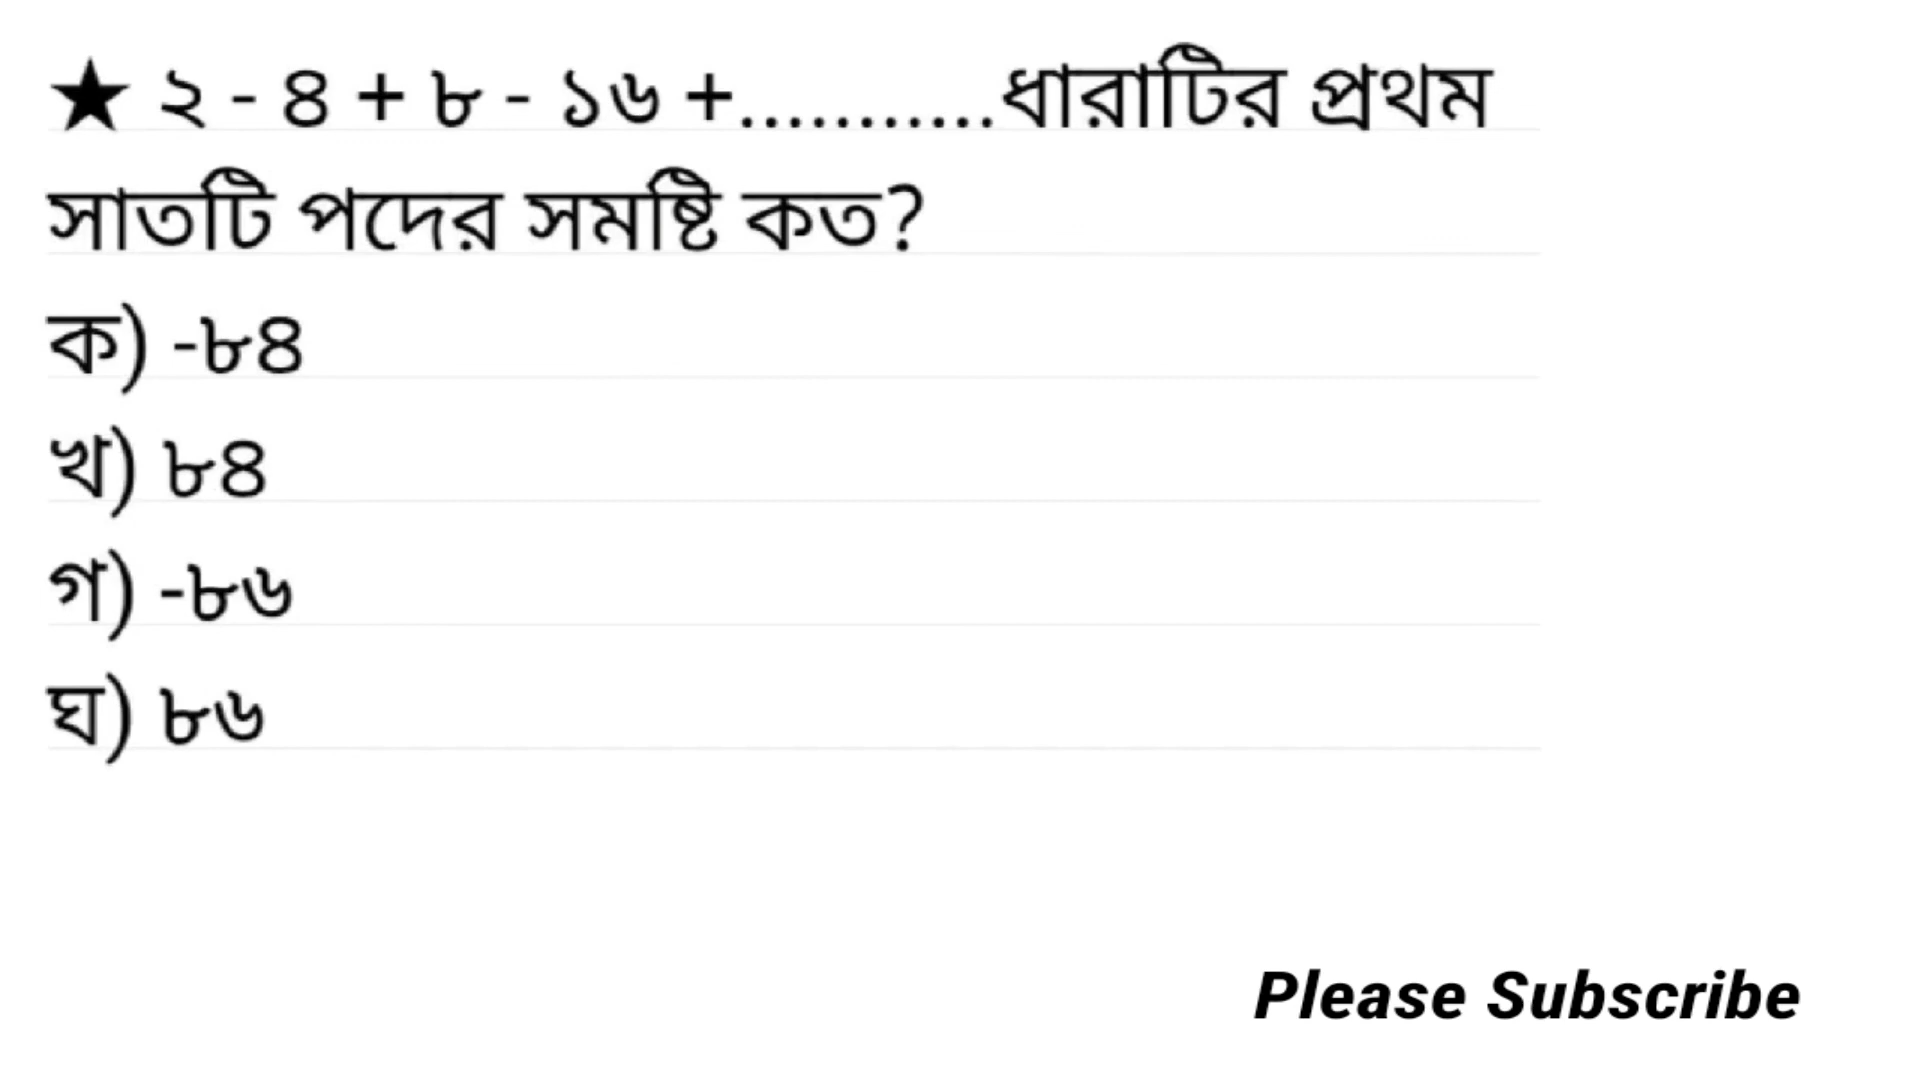 ★ ২ - ৪ + ৮ - ১৬ +...........ধারাটির প্রথম
সাতটি পদের সমষ্টি কত?
ক) -৮৪
খ) ৮৪
গ) -৮৬
ঘ) ৮৬
Please Subscribe